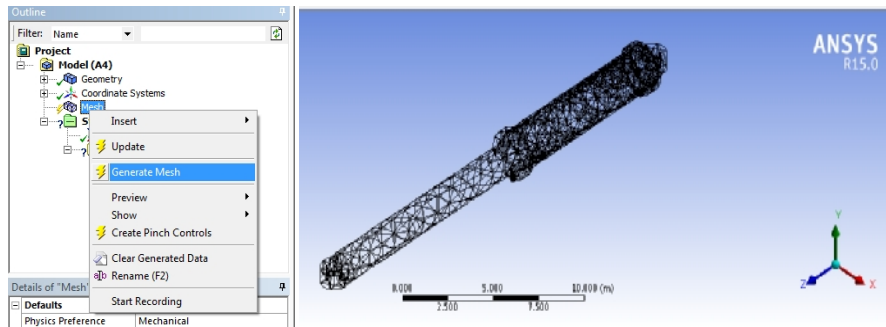 Outline
Filter: Name
Project
Model (A4)
Geometry
Coordinate Systems
Mesh
S
Insert
Update
Generate Mesh
Preview
Show
Create Pinch Controls
Clear Generated Data
Rename (F2)
Start Recording
Details of "Mesh"
Defaults
Physics Preference Mechanical
ANSYS
R15.0
0.000 5.000 10.000 (m)
2.500 7.500
Y
Z X